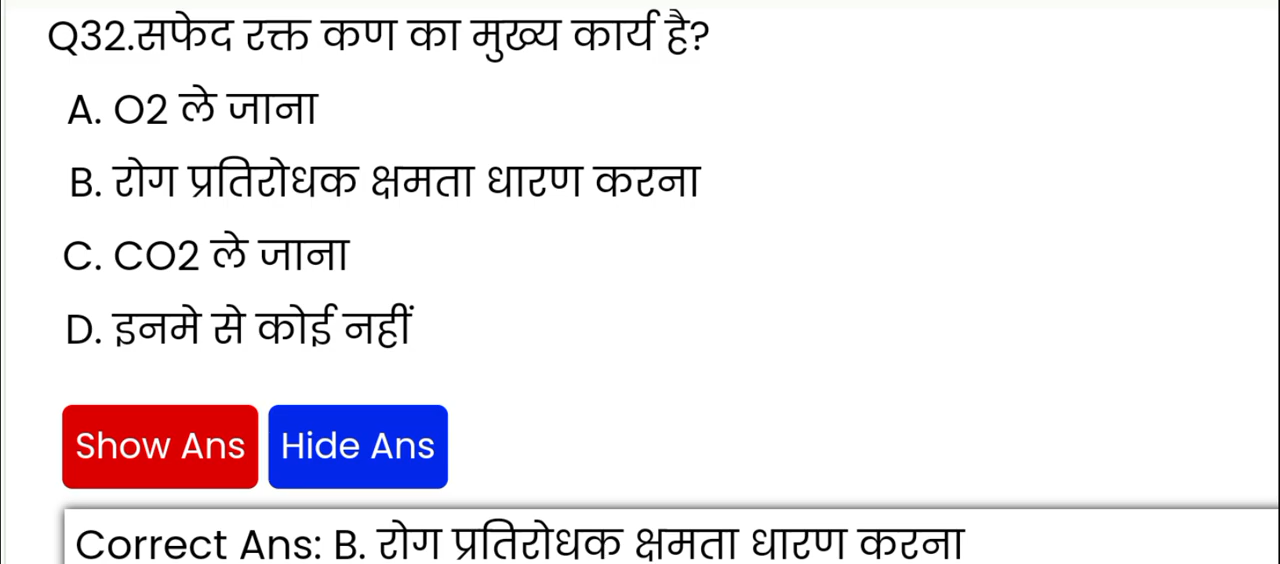 Q32.सफेद रक्त कण का मुख्य कार्य है?
A. O2 ले जाना
B. रोग प्रतिरोधक क्षमता धारण करना
C. CO2 ले जाना
D. इनमे से कोई नहीं
Show Ans Hide Ans
Correct Ans: B. रोग प्रतिरोधक क्षमता धारण करना